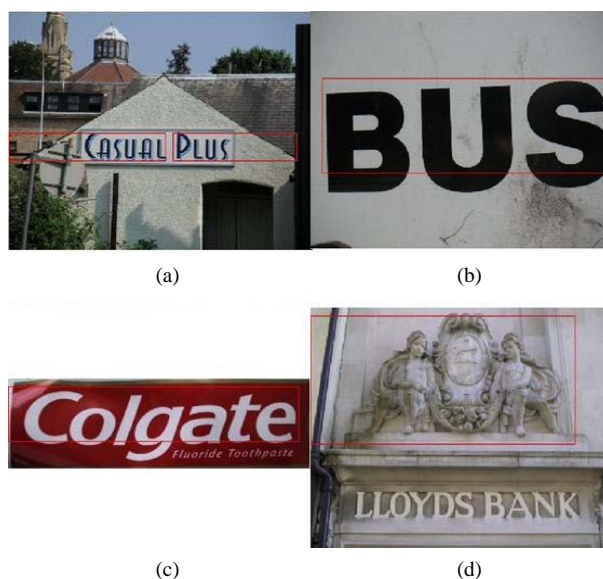 CASUAL PLUS
BUS
(a)
(b)
Colgate
Fluoride Toothpaste
LLOYDS BANK
(c)
(d)